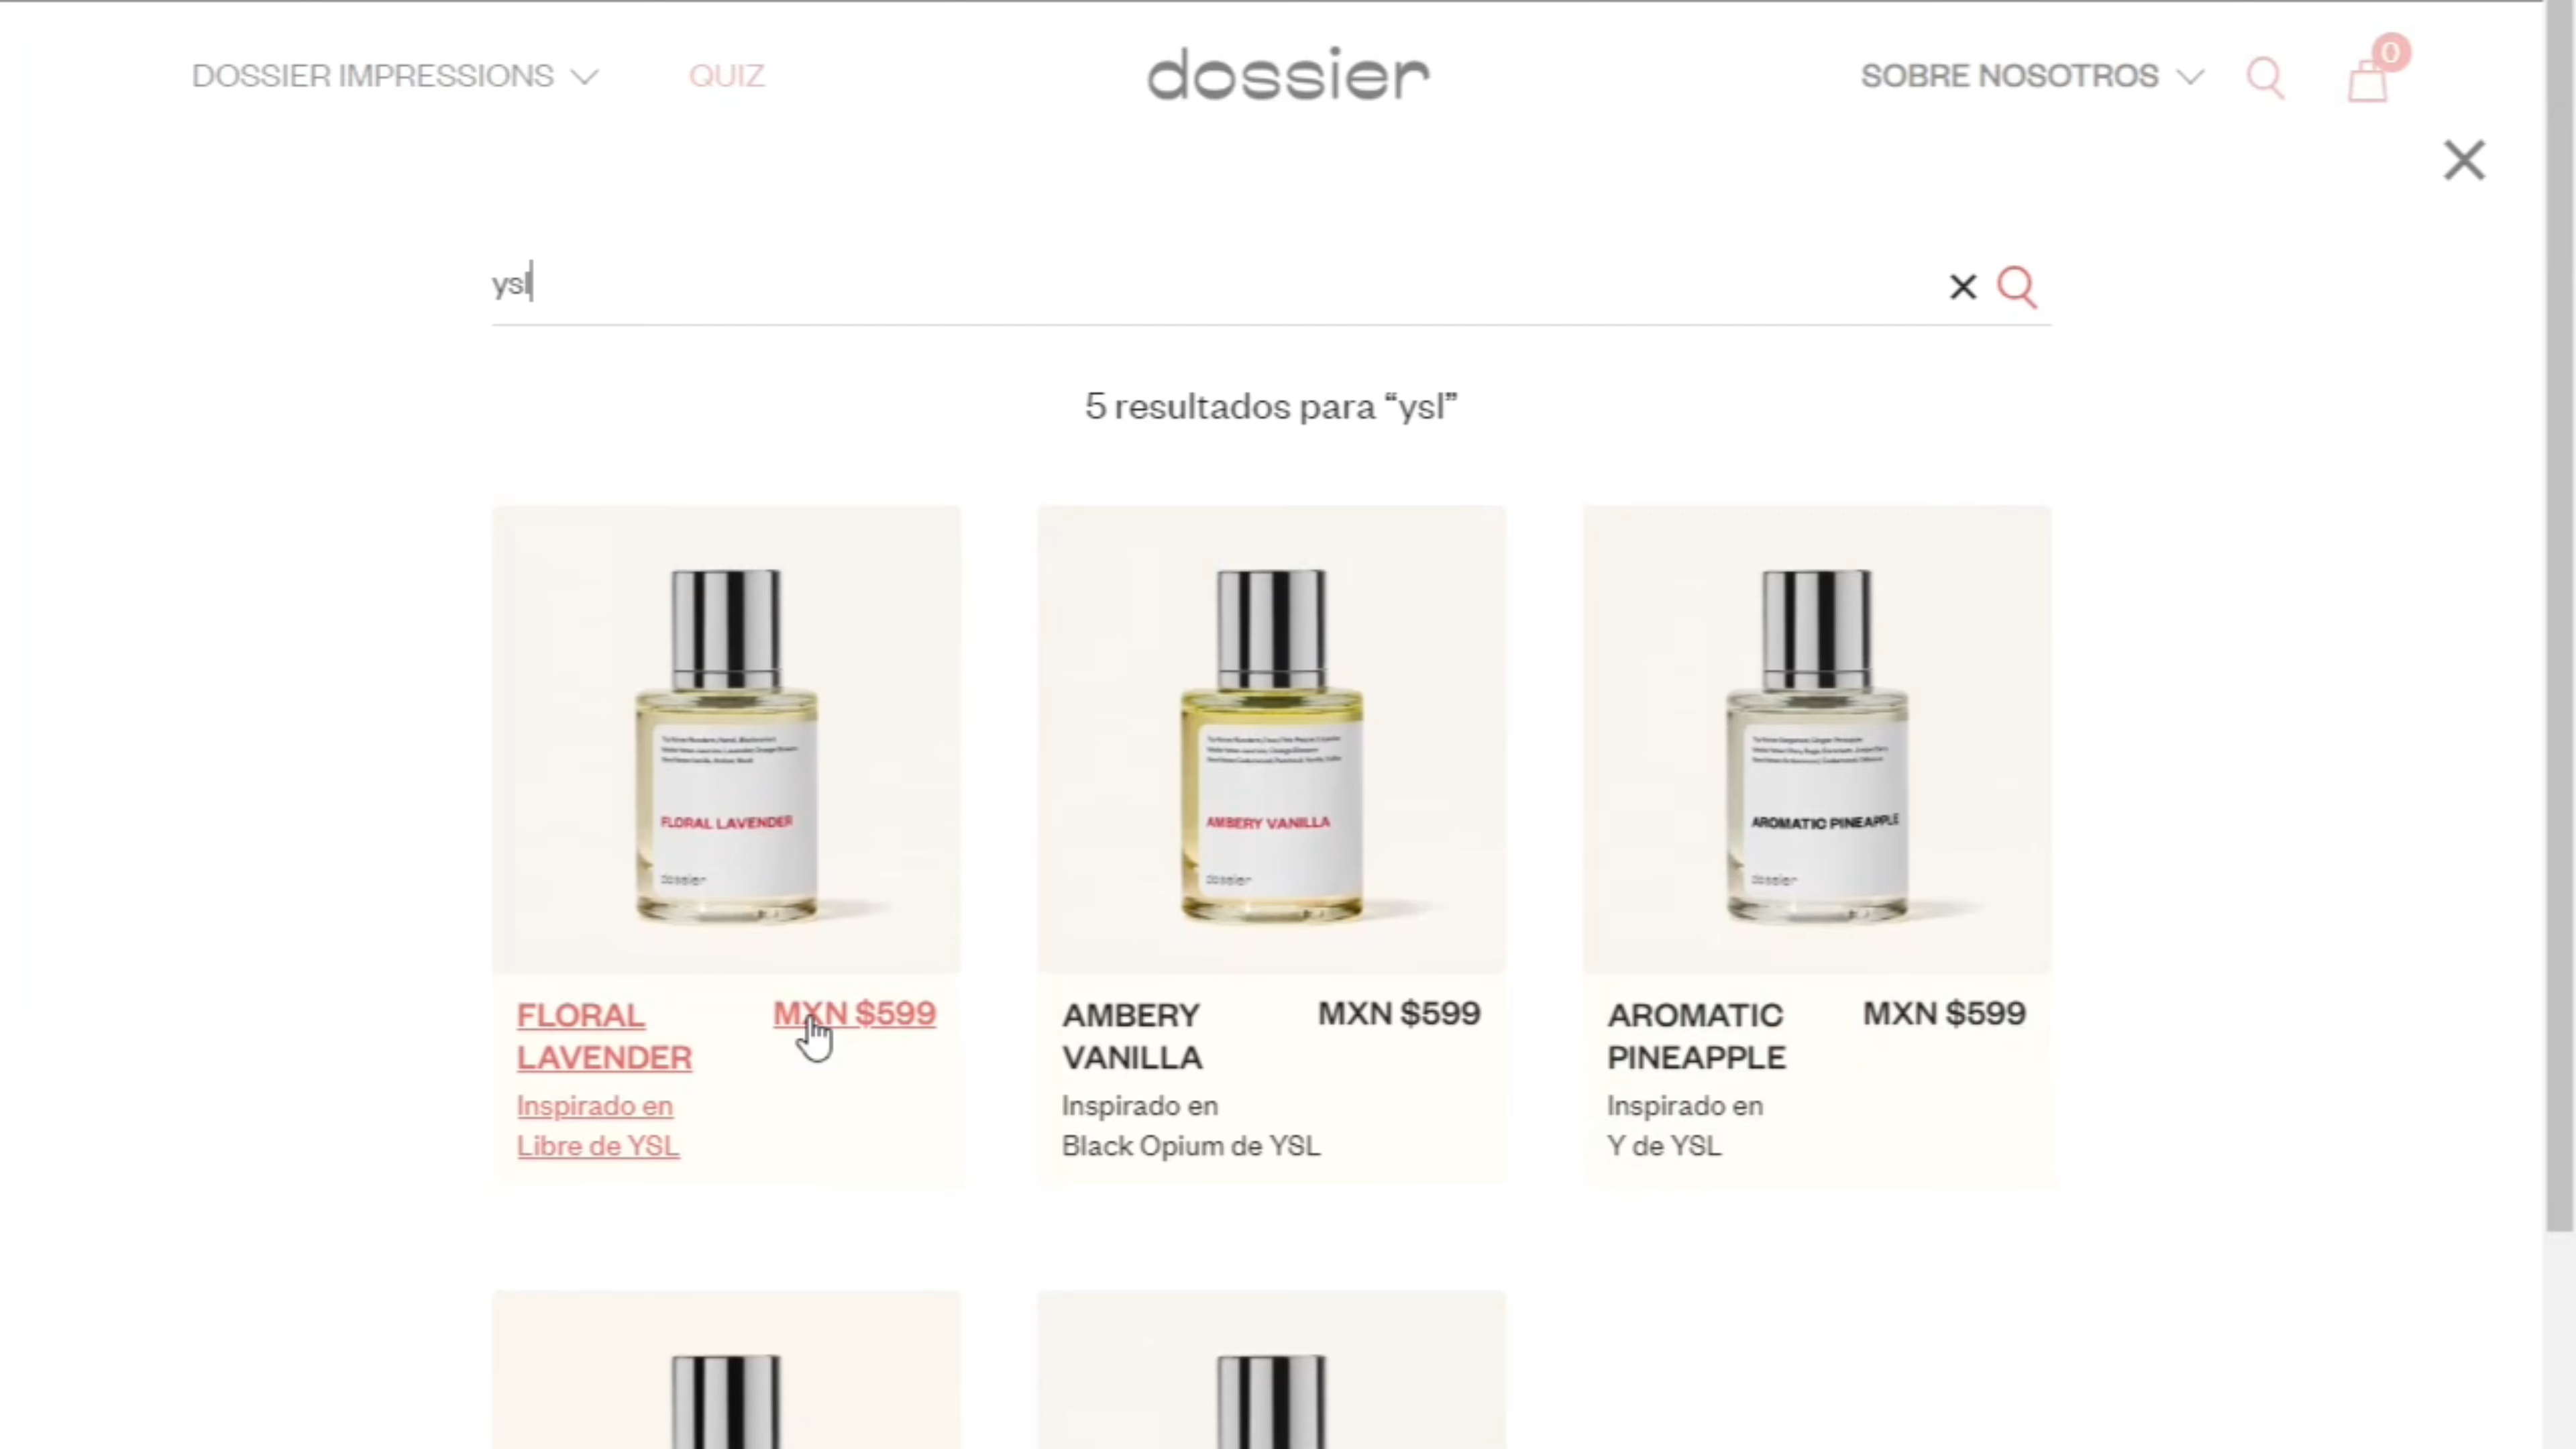 DOSSIER IMPRESSIONS
QUIZ
dossier
SOBRE NOSOTROS
0
ysl
5 resultados para “ysl”
FLORAL LAVENDER
dossier
AMBERY VANILLA
dossier
AROMATIC PINEAPPLE
dossier
FLORAL
LAVENDER
MXN $599
Inspirado en
Libre de YSL
AMBERY
VANILLA
MXN $599
Inspirado en
Black Opium de YSL
AROMATIC
PINEAPPLE
MXN $599
Inspirado en
Y de YSL